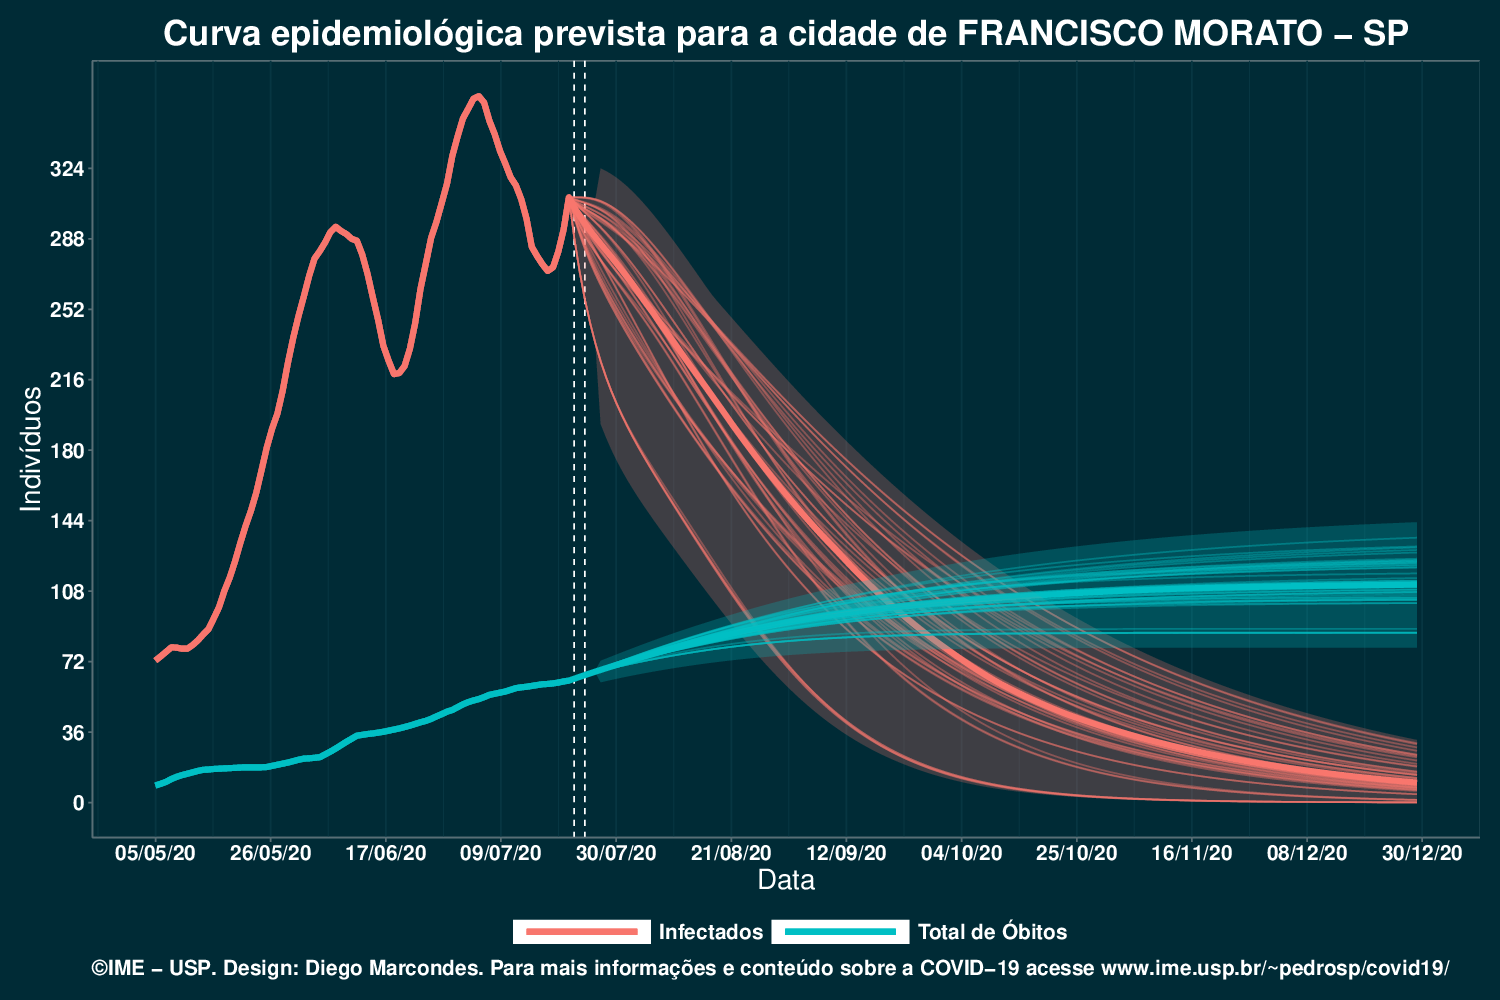 Curva epidemiológica prevista para a cidade de FRANCISCO MORATO – SP
Indivíduos
324
288
252
216
180
144
108
72
36
0
05/05/20 26/05/20 17/06/20 09/07/20 30/07/20 21/08/20 12/09/20 04/10/20 25/10/20 16/11/20 08/12/20 30/12/20
Data
Infectados Total de Óbitos
©IME – USP. Design: Diego Marcondes. Para mais informações e conteúdo sobre a COVID–19 acesse www.ime.usp.br/~pedrosp/covid19/